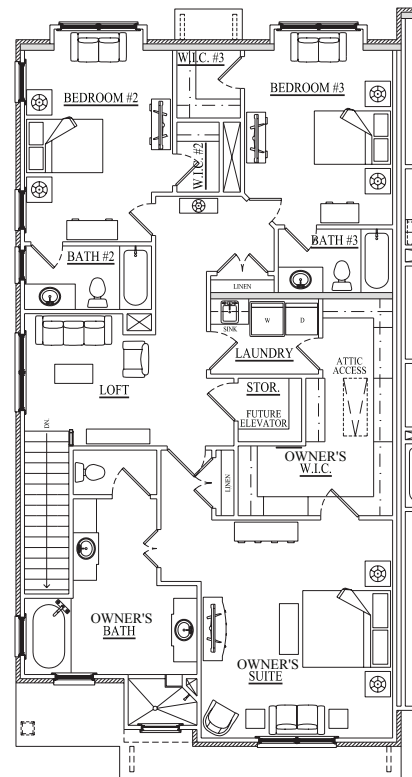 W.I.C. #3
BEDROOM #2
BEDROOM #3
W.I.C. #2
BATH #2
BATH #3
LINEN
SINK
W
D
LAUNDRY
ATTIC
ACCESS
LOFT
STOR.
FUTURE
ELEVATOR
DN.
OWNER'S
W.I.C.
LINEN
OWNER'S
BATH
OWNER'S
SUITE